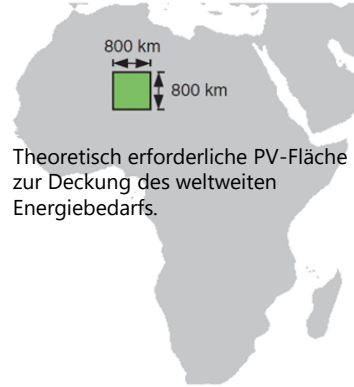 800 km
800 km
Theoretisch erforderliche PV-Fläche
zur Deckung des weltweiten
Energiebedarfs.